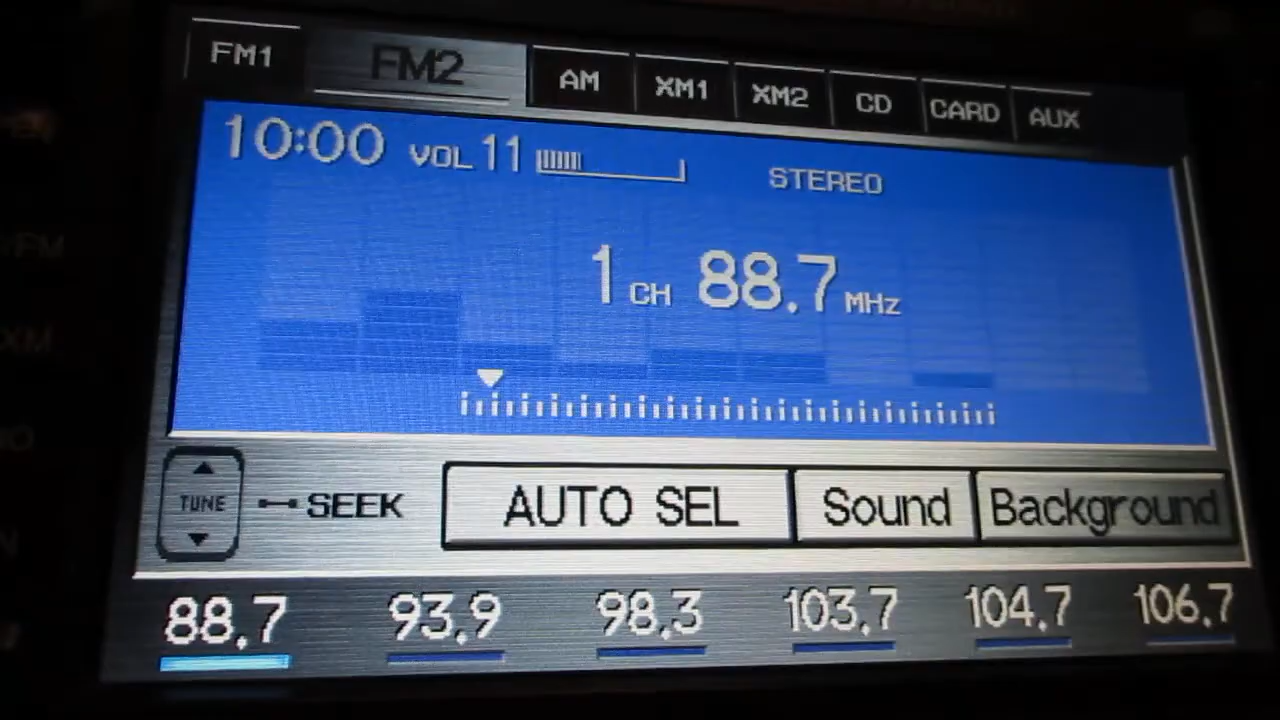 FM1 FM2 AM XM1 XM2 CD CARD AUX
10:00 VOL 11 STEREO
1 CH 88.7 MHz
TUNE SEEK AUTO SEL Sound Background
88.7 93.9 98.3 103.7 104.7 106.7